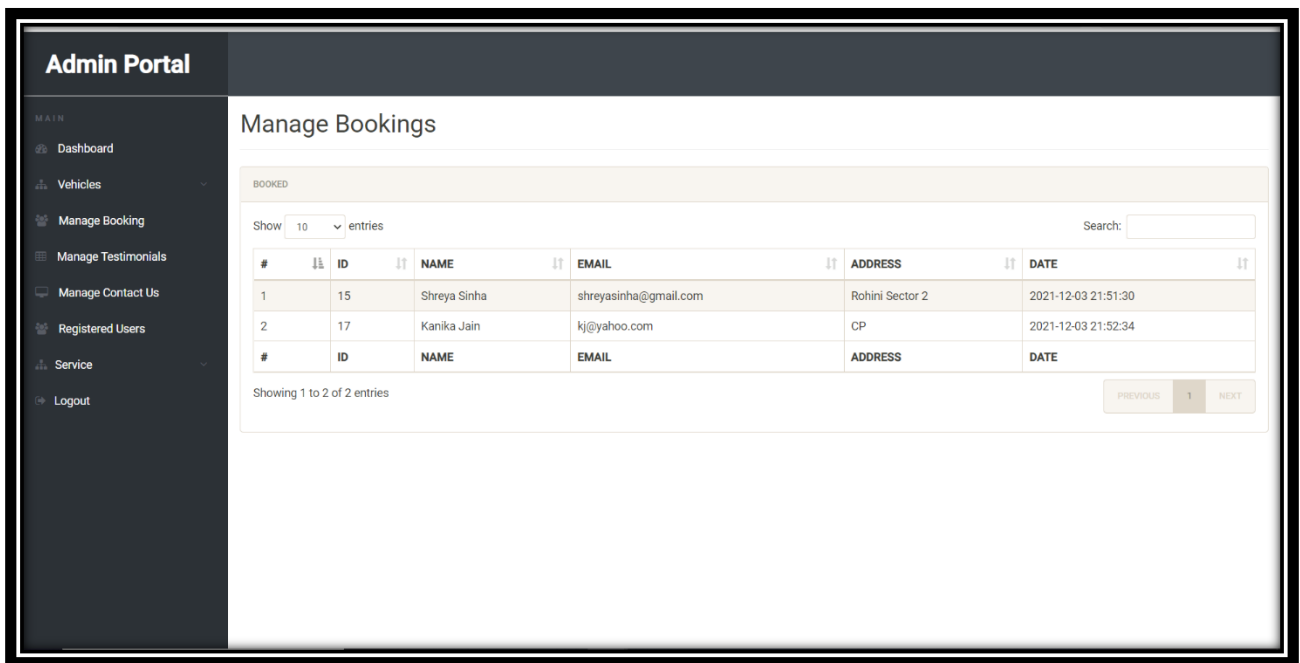 Admin Portal
MAIN
Dashboard
Vehicles
Manage Booking
Manage Testimonials
Manage Contact Us
Registered Users
Service
Logout
Manage Bookings
BOOKED
Show 10 entries Search:
# ID NAME EMAIL ADDRESS DATE
1 15 Shreya Sinha shreyasinha@gmail.com Rohini Sector 2 2021-12-03 21:51:30
2 17 Kanika Jain kj@yahoo.com CP 2021-12-03 21:52:34
# ID NAME EMAIL ADDRESS DATE
Showing 1 to 2 of 2 entries PREVIOUS 1 NEXT